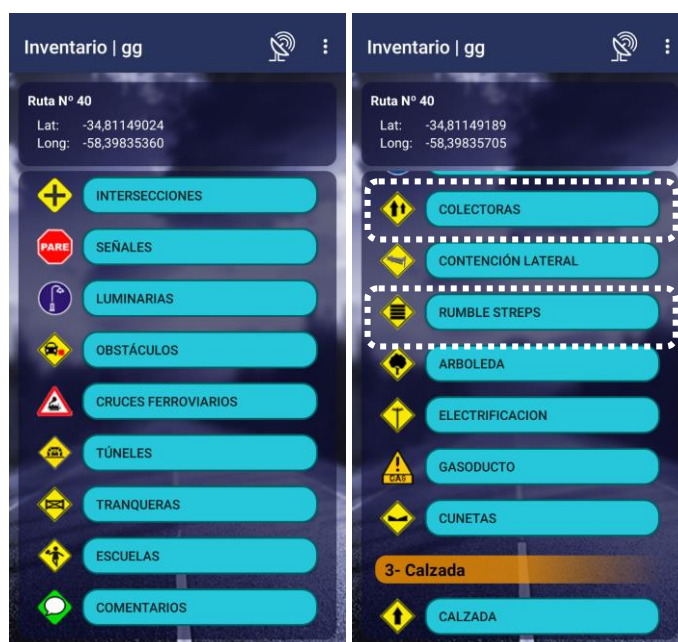 Inventario | gg
Ruta Nº 40
Lat: -34,81149024
Long: -58,39835360
INTERSECCIONES
PARE
SEÑALES
LUMINARIAS
OBSTÁCULOS
CRUCES FERROVIARIOS
TÚNELES
TRANQUERAS
ESCUELAS
COMENTARIOS
Inventario | gg
Ruta Nº 40
Lat: -34,81149189
Long: -58,39835705
COLECTORAS
CONTENCIÓN LATERAL
RUMBLE STREPS
ARBOLEDA
ELECTRIFICACION
GASODUCTO
GAS
CUNETAS
3- Calzada
CALZADA